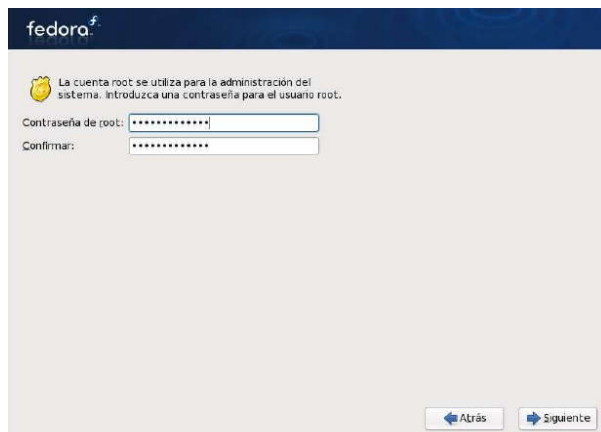 fedora
La cuenta root se utiliza para la administración del
sistema. Introduzca una contraseña para el usuario root.
Contraseña de root: •••••••••••••
Confirmar: •••••••••••••
Atrás
Siguiente